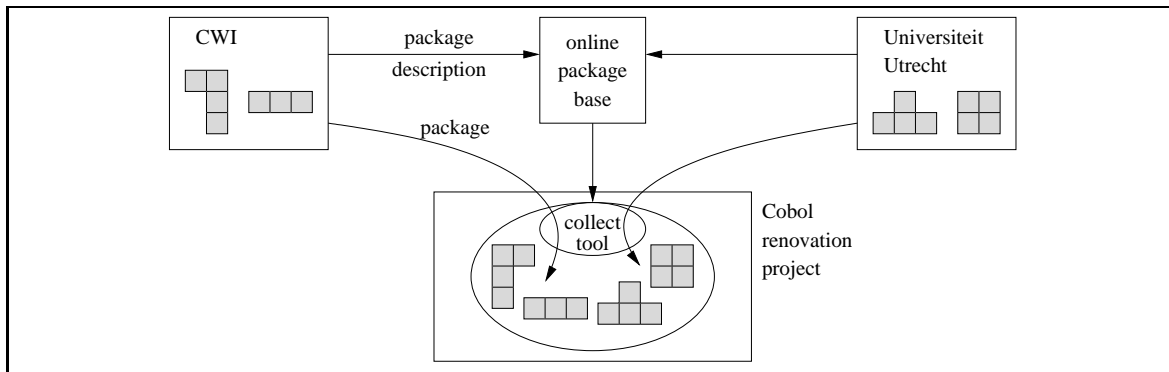 CWI
package
description
package
online
package
base
Universiteit
Utrecht
collect
tool
Cobol
renovation
project